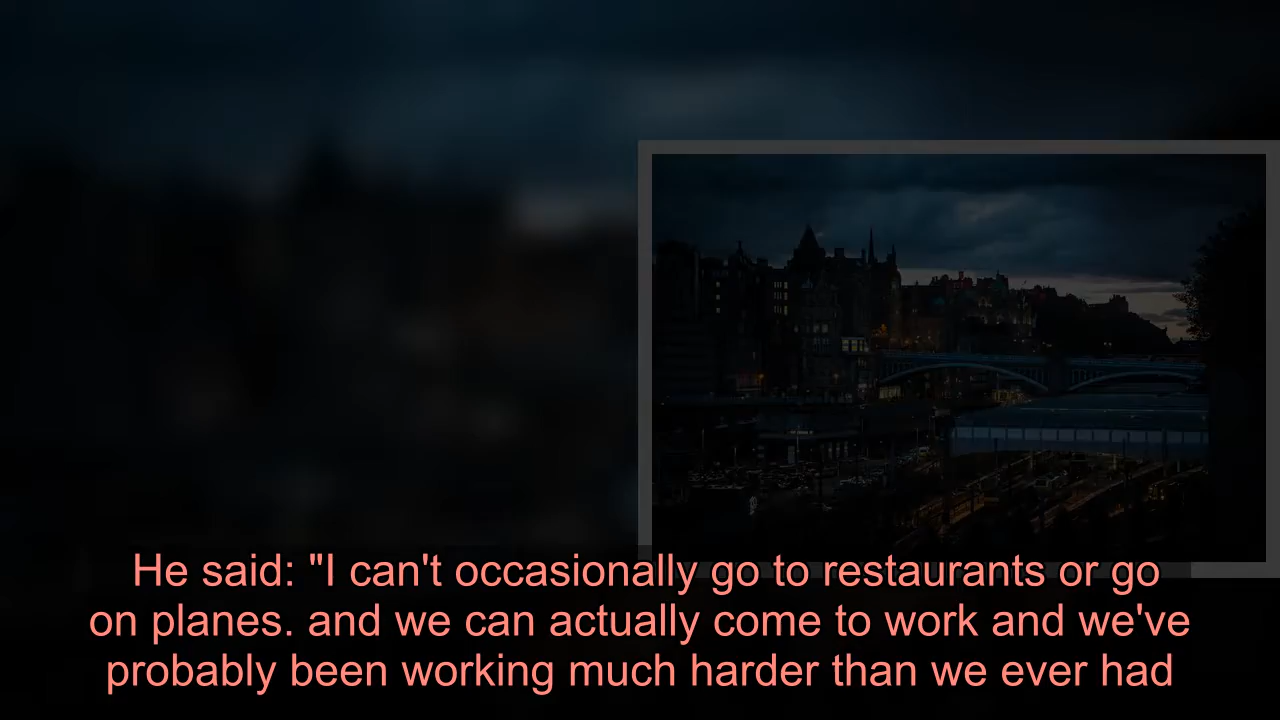 He said: "I can't occasionally go to restaurants or go
on planes. and we can actually come to work and we've
probably been working much harder than we ever had